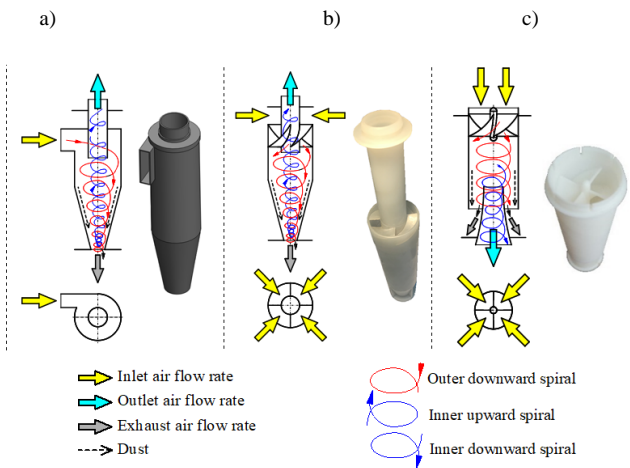 a)
b)
c)
Inlet air flow rate
Outlet air flow rate
Exhaust air flow rate
Dust
Outer downward spiral
Inner upward spiral
Inner downward spiral